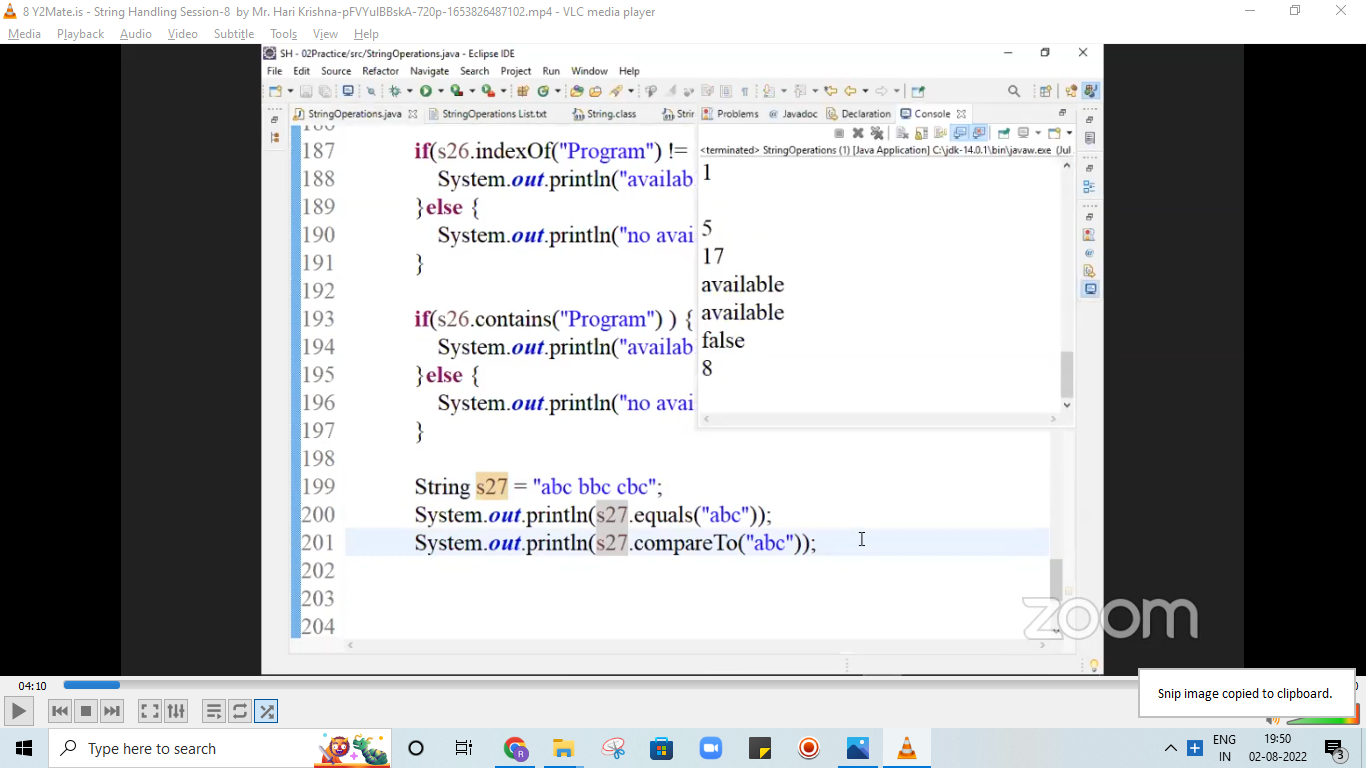 8 Y2Mate.is - String Handling Session-8 by Mr. Hari Krishna-pFVYulBBskA-720p-1653826487102.mp4 - VLC media player
Media Playback Audio Video Subtitle Tools View Help
SH - 02Practice/src/StringOperations.java - Eclipse IDE
File Edit Source Refactor Navigate Search Project Run Window Help
StringOperations.java StringOperations List.txt String.class Strin Problems Javadoc Declaration Console
<terminated> StringOperations (1) [Java Application] C:\jdk-14.0.1\bin\javaw.exe (Jul
1
5
17
available
available
false
8
187 if(s26.indexOf("Program") !=
188 System.out.println("availab
189 }else {
190 System.out.println("no avai
191 }
192
193 if(s26.contains("Program") ) {
194 System.out.println("availab
195 }else {
196 System.out.println("no avai
197 }
198
199 String s27 = "abc bbc cbc";
200 System.out.println(s27.equals("abc"));
201 System.out.println(s27.compareTo("abc"));
202
203
204
zoom
04:10
Snip image copied to clipboard.
Type here to search
ENG
IN
19:50
02-08-2022
3